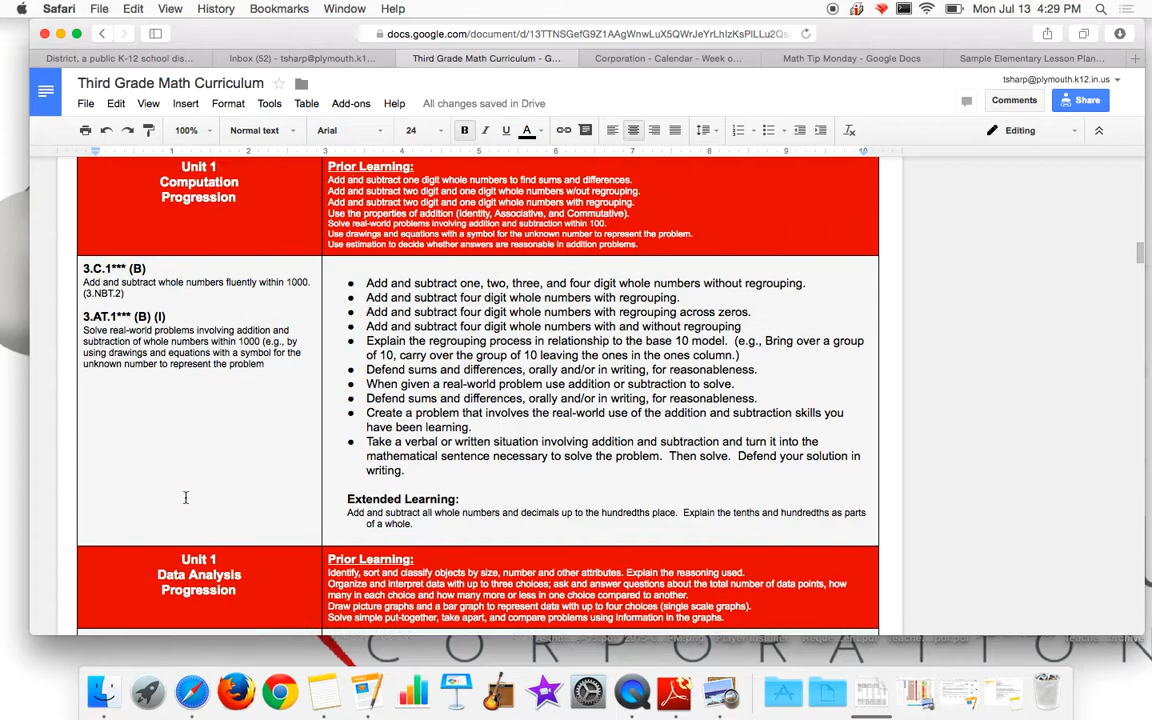 Safari File Edit View History Bookmarks Window Help Mon Jul 13 4:29 PM
docs.google.com/document/d/13TTNSGefG9Z1AAgWnwLuX5QWrJeYrLhIzKsPlLLu2Qs
District, a public K-12 school dis... Inbox (52) - tsharp@plymouth.k1... Third Grade Math Curriculum - G... Corporation - Calendar - Week o... Math Tip Monday - Google Docs Sample Elementary Lesson Plan...
Third Grade Math Curriculum
tsharp@plymouth.k12.in.us
File Edit View Insert Format Tools Table Add-ons Help All changes saved in Drive
Comments Share
100% Normal text Arial 24 B I U A Editing
1 2 3 4 5 6 7 8 9 10
Unit 1
Computation
Progression
Prior Learning:
Add and subtract one digit whole numbers to find sums and differences.
Add and subtract two digit and one digit whole numbers w/out regrouping.
Add and subtract two digit and one digit whole numbers with regrouping.
Use the properties of addition (Identity, Associative, and Commutative).
Solve real-world problems involving addition and subtraction within 100.
Use drawings and equations with a symbol for the unknown number to represent the problem.
Use estimation to decide whether answers are reasonable in addition problems.
3.C.1*** (B)
Add and subtract whole numbers fluently within 1000.
(3.NBT.2)
3.AT.1*** (B) (I)
Solve real-world problems involving addition and
subtraction of whole numbers within 1000 (e.g., by
using drawings and equations with a symbol for the
unknown number to represent the problem
● Add and subtract one, two, three, and four digit whole numbers without regrouping.
● Add and subtract four digit whole numbers with regrouping.
● Add and subtract four digit whole numbers with regrouping across zeros.
● Add and subtract four digit whole numbers with and without regrouping
● Explain the regrouping process in relationship to the base 10 model. (e.g., Bring over a group
of 10, carry over the group of 10 leaving the ones in the ones column.)
● Defend sums and differences, orally and/or in writing, for reasonableness.
● When given a real-world problem use addition or subtraction to solve.
● Defend sums and differences, orally and/or in writing, for reasonableness.
● Create a problem that involves the real-world use of the addition and subtraction skills you
have been learning.
● Take a verbal or written situation involving addition and subtraction and turn it into the
mathematical sentence necessary to solve the problem. Then solve. Defend your solution in
writing.
Extended Learning:
Add and subtract all whole numbers and decimals up to the hundredths place. Explain the tenths and hundredths as parts
of a whole.
Unit 1
Data Analysis
Progression
Prior Learning:
Identify, sort and classify objects by size, number and other attributes. Explain the reasoning used.
Organize and interpret data with up to three choices; ask and answer questions about the total number of data points, how
many in each choice and how many more or less in one choice compared to another.
Draw picture graphs and a bar graph to represent data with up to four choices (single scale graphs).
Solve simple put-together, take apart, and compare problems using information in the graphs.
CORPORATION